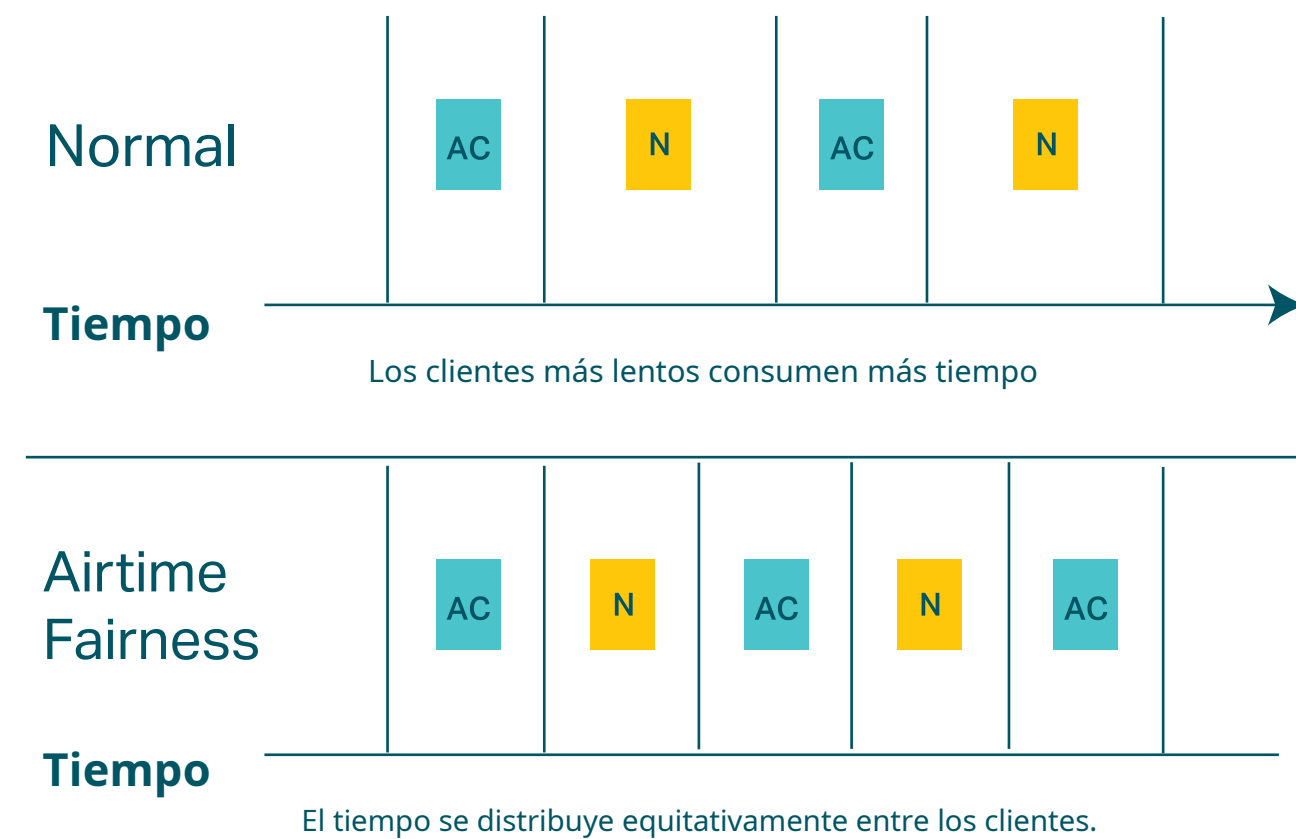 Normal
AC
N
AC
N
Tiempo
Los clientes más lentos consumen más tiempo
Airtime
Fairness
AC
N
AC
N
AC
Tiempo
El tiempo se distribuye equitativamente entre los clientes.